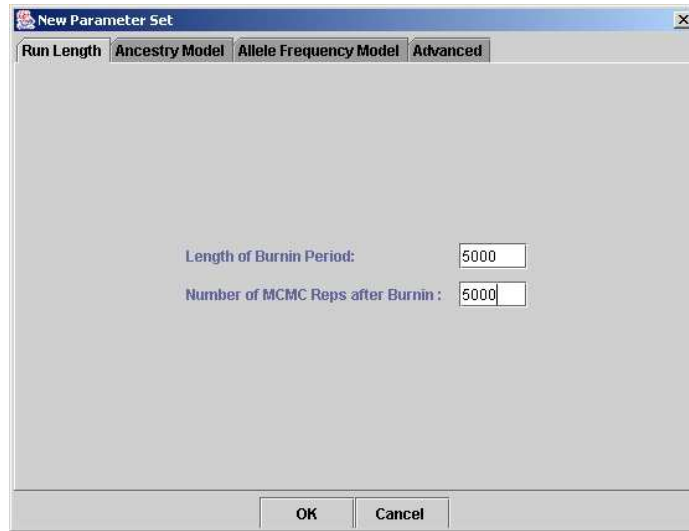 New Parameter Set
Run Length Ancestry Model Allele Frequency Model Advanced
Length of Burnin Period: 5000
Number of MCMC Reps after Burnin : 5000
OK Cancel